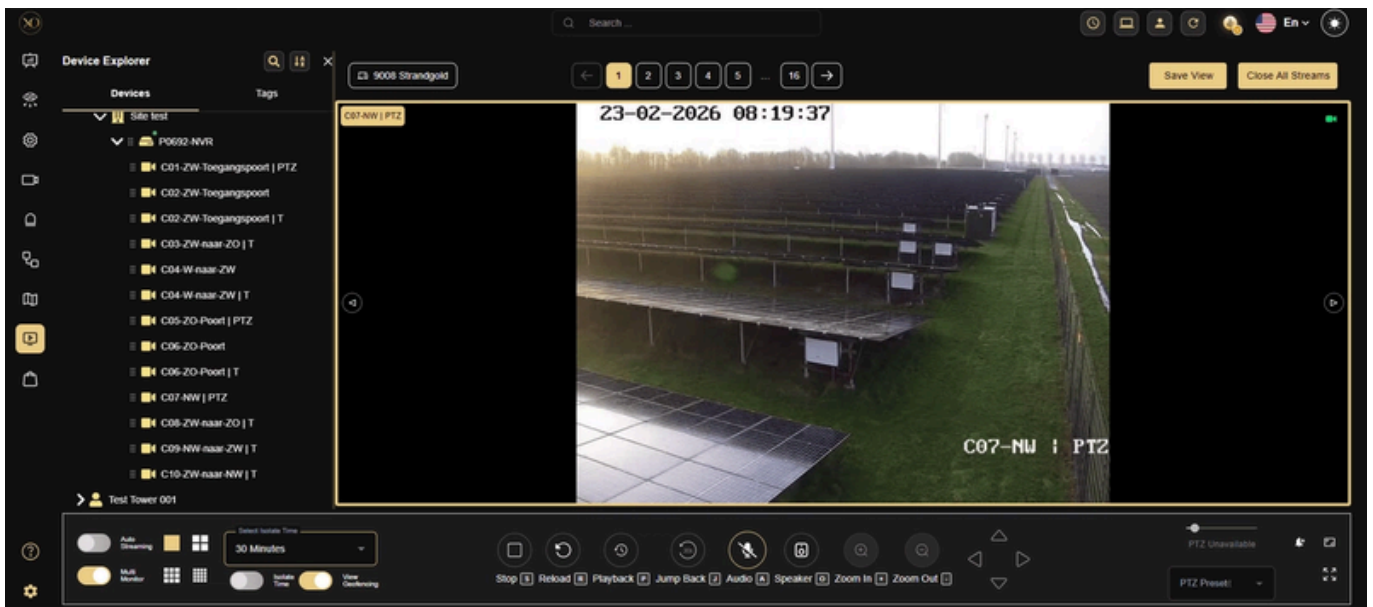 Search ...
En
Device Explorer
Devices
Tags
Site test
P0692-NVR
C01-ZW-Toegangspoort | PTZ
C02-ZW-Toegangspoort
C02-ZW-Toegangspoort | T
C03-ZW-naar-ZO | T
C04-W-naar-ZW
C04-W-naar-ZW | T
C05-ZO-Poort | PTZ
C06-ZO-Poort
C06-ZO-Poort | T
C07-NW | PTZ
C08-ZW-naar-ZO | T
C09-NW-naar-ZW | T
C10-ZW-naar-NW | T
Test Tower 001
9008 Strandgold
1 2 3 4 5 ... 16
Save View
Close All Streams
C07-NW | PTZ
23-02-2026 08:19:37
C07-NW | PTZ
Auto Streaming
Multi Monitor
Select Isolate Time
30 Minutes
Isolate Time
View Geofencing
Stop S
Reload R
Playback P
Jump Back J
Audio A
Speaker O
Zoom In +
Zoom Out -
PTZ Unavailable
PTZ Preset: